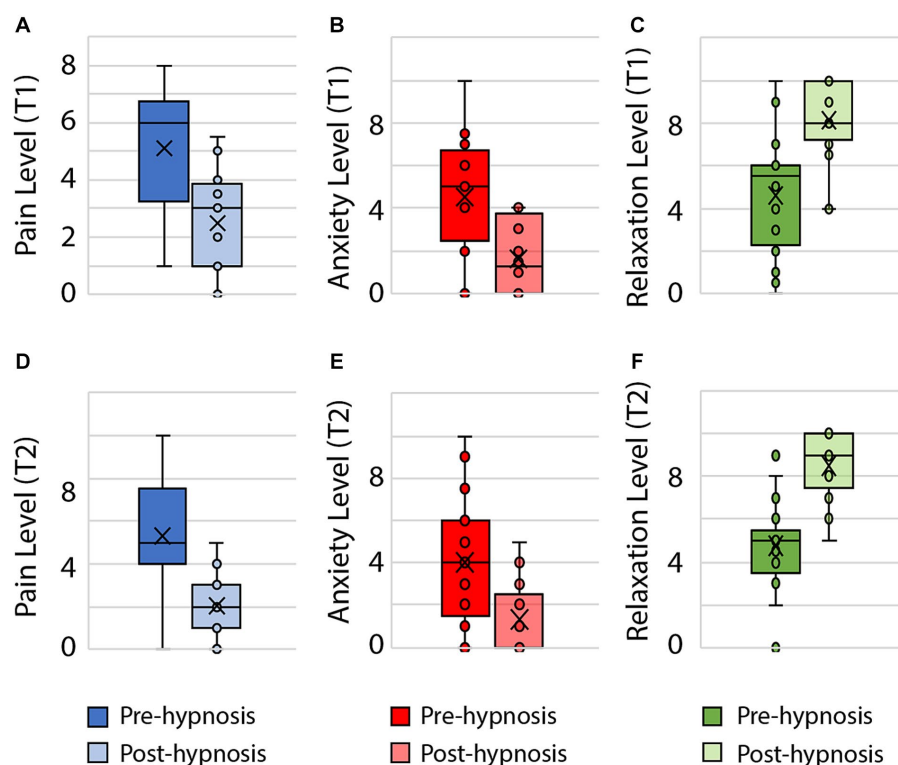 A
B
C
Pain Level (T1)
8
6
4
2
0
Anxiety Level (T1)
8
4
0
Relaxation Level (T1)
8
4
0
D
E
F
Pain Level (T2)
8
4
0
Anxiety Level (T2)
8
4
0
Relaxation Level (T2)
8
4
0
Pre-hypnosis
Post-hypnosis
Pre-hypnosis
Post-hypnosis
Pre-hypnosis
Post-hypnosis